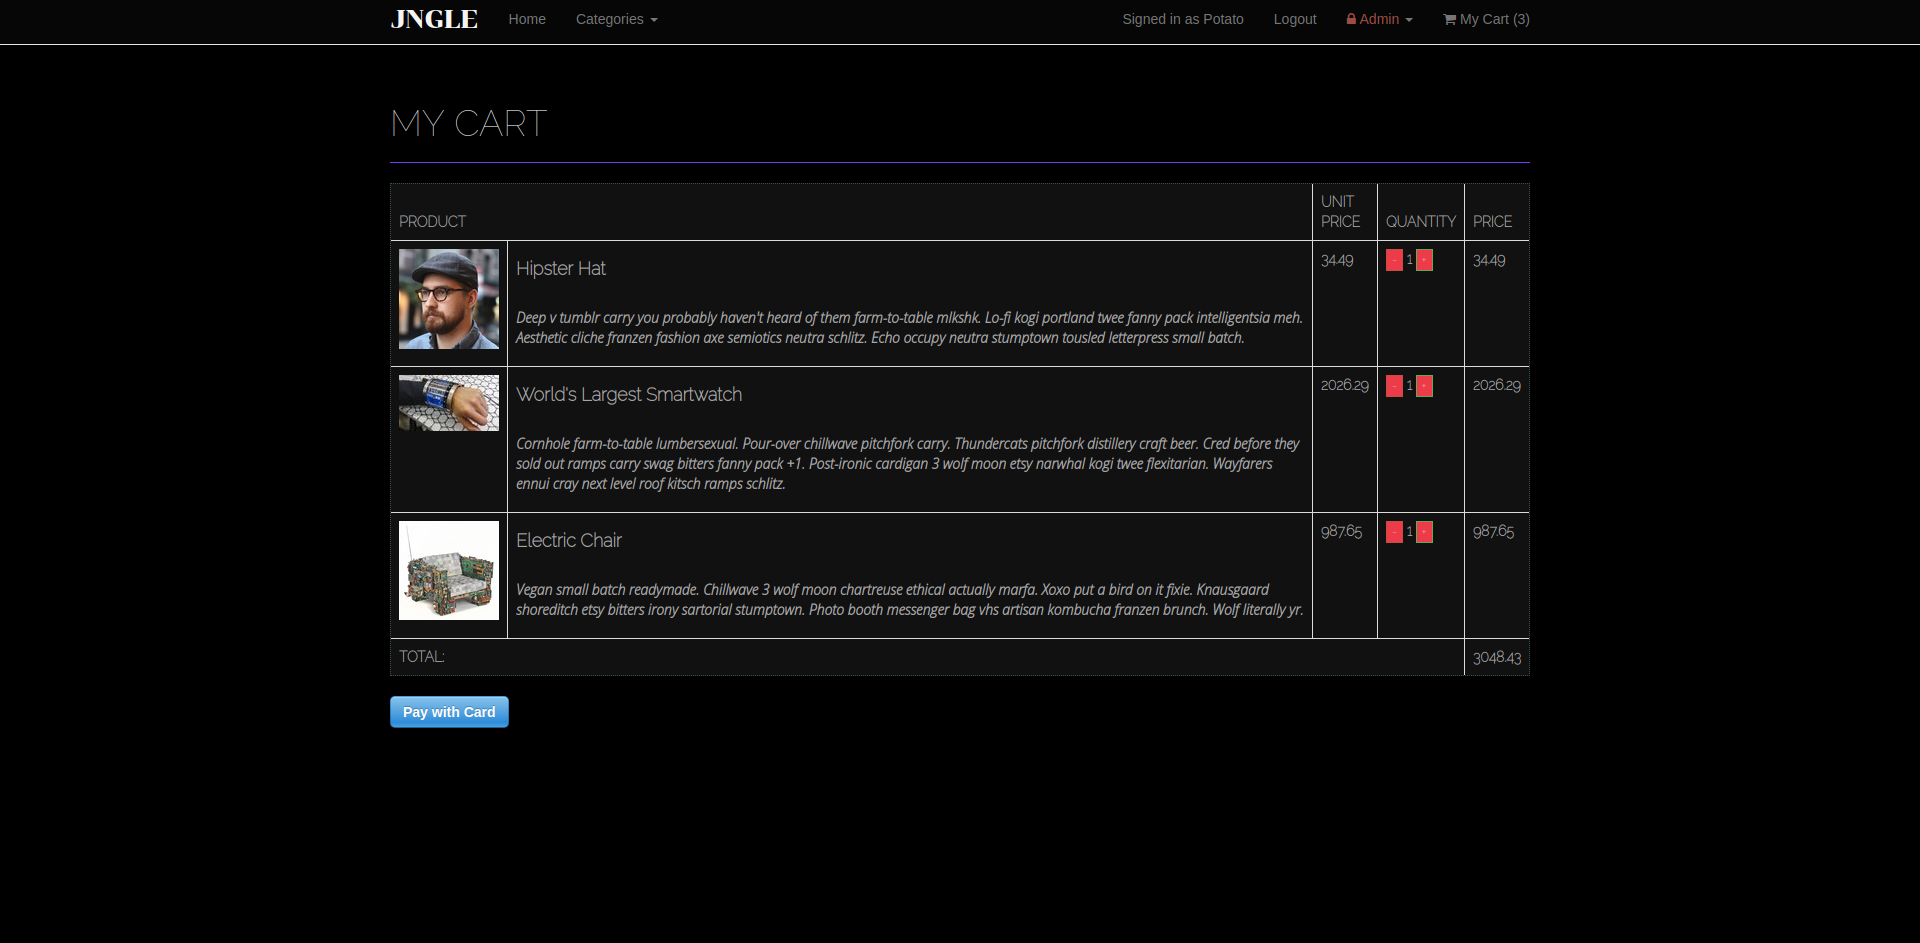 JNGLE Home Categories Signed in as Potato Logout Admin My Cart (3)
MY CART
PRODUCT UNIT PRICE QUANTITY PRICE
Hipster Hat 34.49 - 1 + 34.49
Deep v tumblr carry you probably haven't heard of them farm-to-table mlkshk. Lo-fi kogi portland twee fanny pack intelligentsia meh.
Aesthetic cliche franzen fashion axe semiotics neutra schlitz. Echo occupy neutra stumptown tousled letterpress small batch.
World's Largest Smartwatch 2026.29 - 1 + 2026.29
Cornhole farm-to-table lumbersexual. Pour-over chillwave pitchfork carry. Thundercats pitchfork distillery craft beer. Cred before they
sold out ramps carry swag bitters fanny pack +1. Post-ironic cardigan 3 wolf moon etsy narwhal kogi twee flexitarian. Wayfarers
ennui cray next level roof kitsch ramps schlitz.
Electric Chair 987.65 - 1 + 987.65
Vegan small batch readymade. Chillwave 3 wolf moon chartreuse ethical actually marfa. Xoxo put a bird on it fixie. Knausgaard
shoreditch etsy bitters irony sartorial stumptown. Photo booth messenger bag vhs artisan kombucha franzen brunch. Wolf literally yr.
TOTAL: 3048.43
Pay with Card